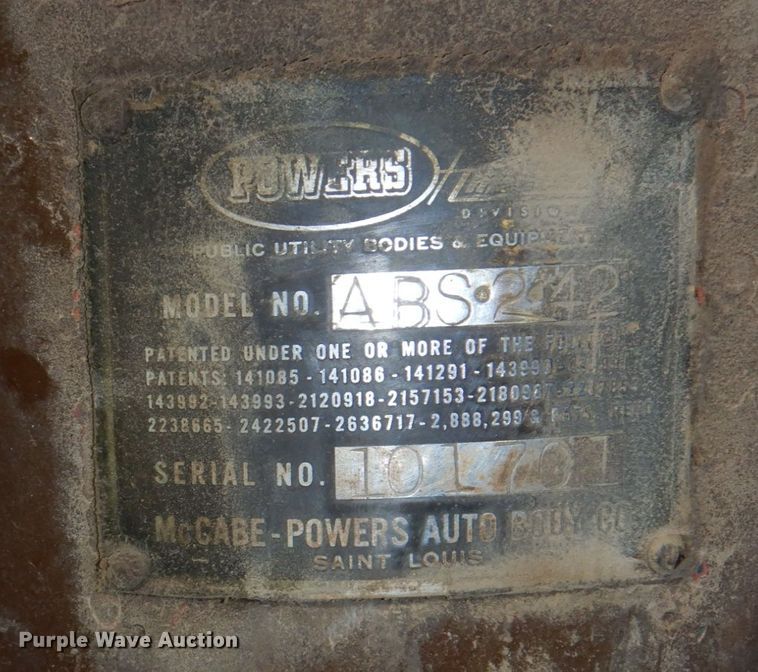 POWERS
DIVISION
PUBLIC UTILITY BODIES & EQUIPMENT
MODEL NO. ABS·242
PATENTED UNDER ONE OR MORE OF THE
PATENTS: 141085-141086-141291-
143992-143993-2120918-2157153-
2238665-2422507-2636717-2,888,299
SERIAL NO. 101701
McCABE-POWERS AUTO BODY CO
SAINT LOUIS
Purple Wave Auction